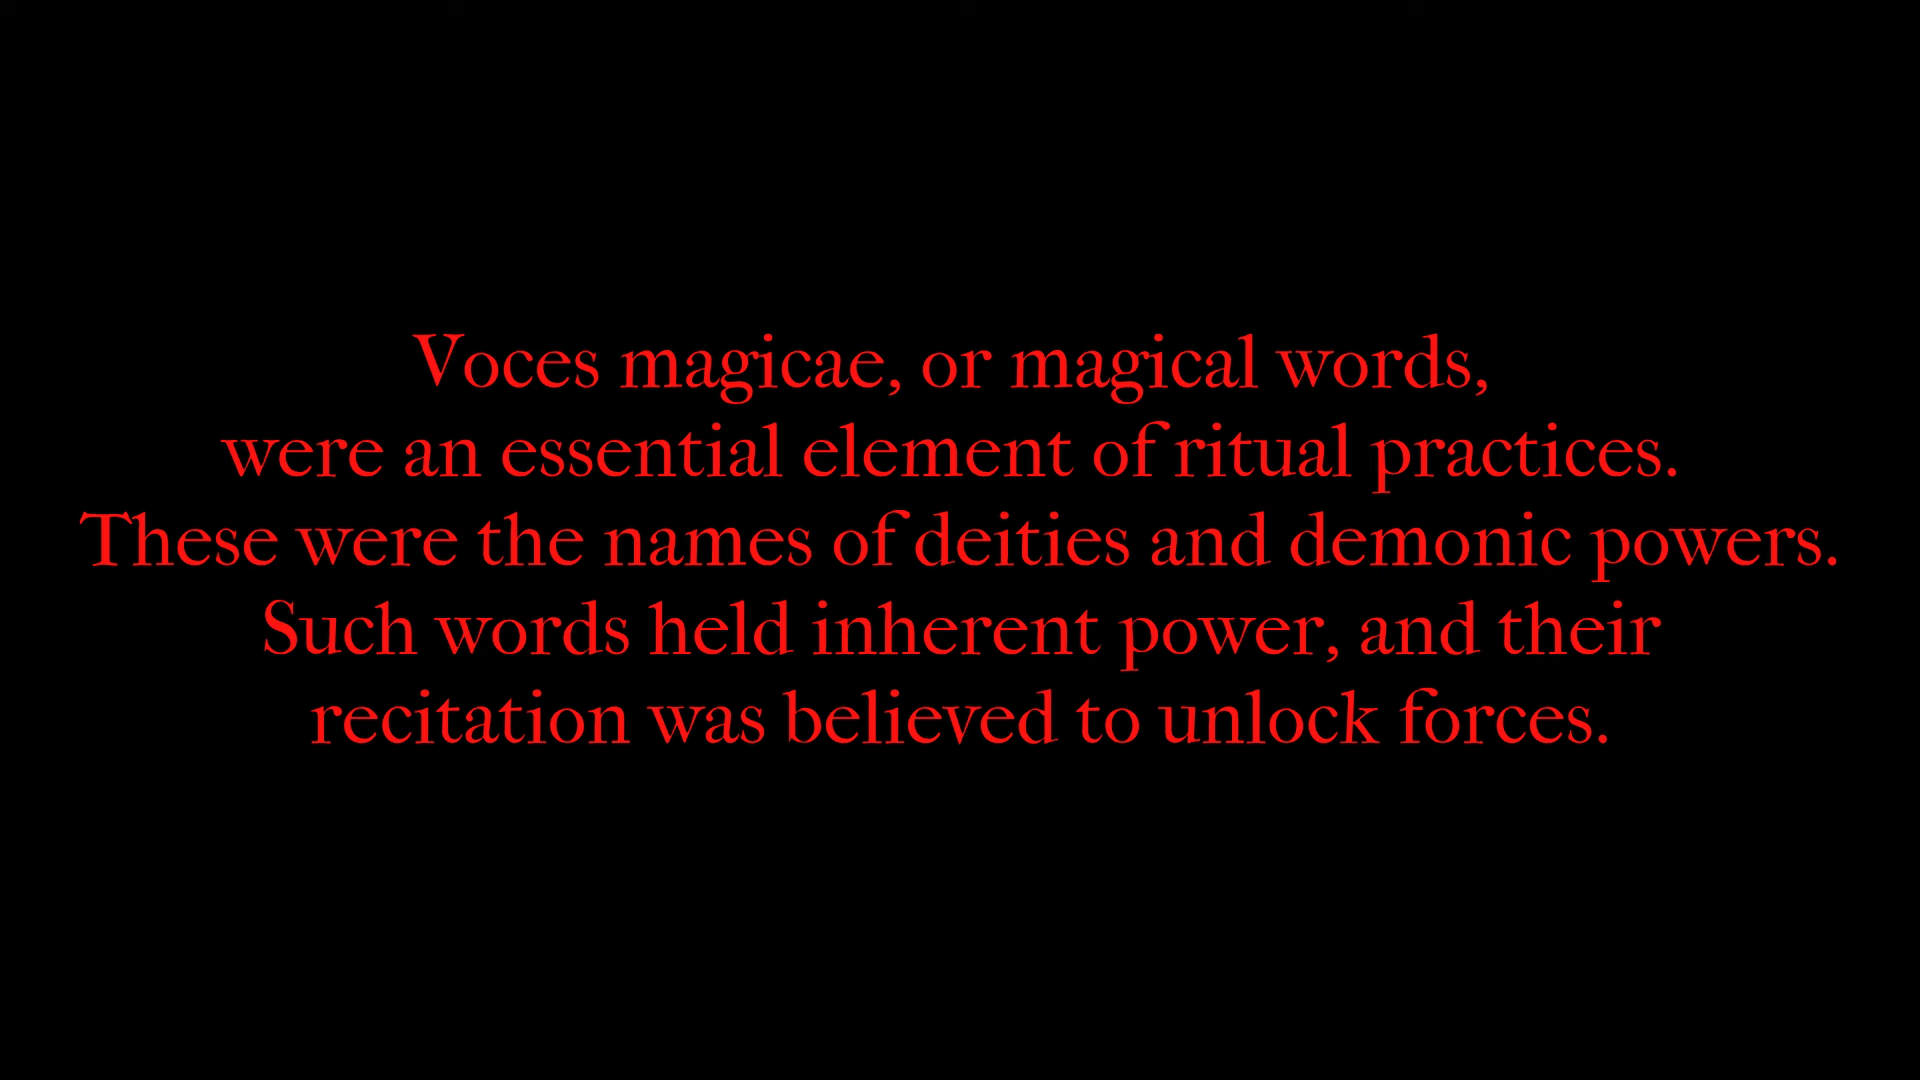 Voces magicae, or magical words,
were an essential element of ritual practices.
These were the names of deities and demonic powers.
Such words held inherent power, and their
recitation was believed to unlock forces.